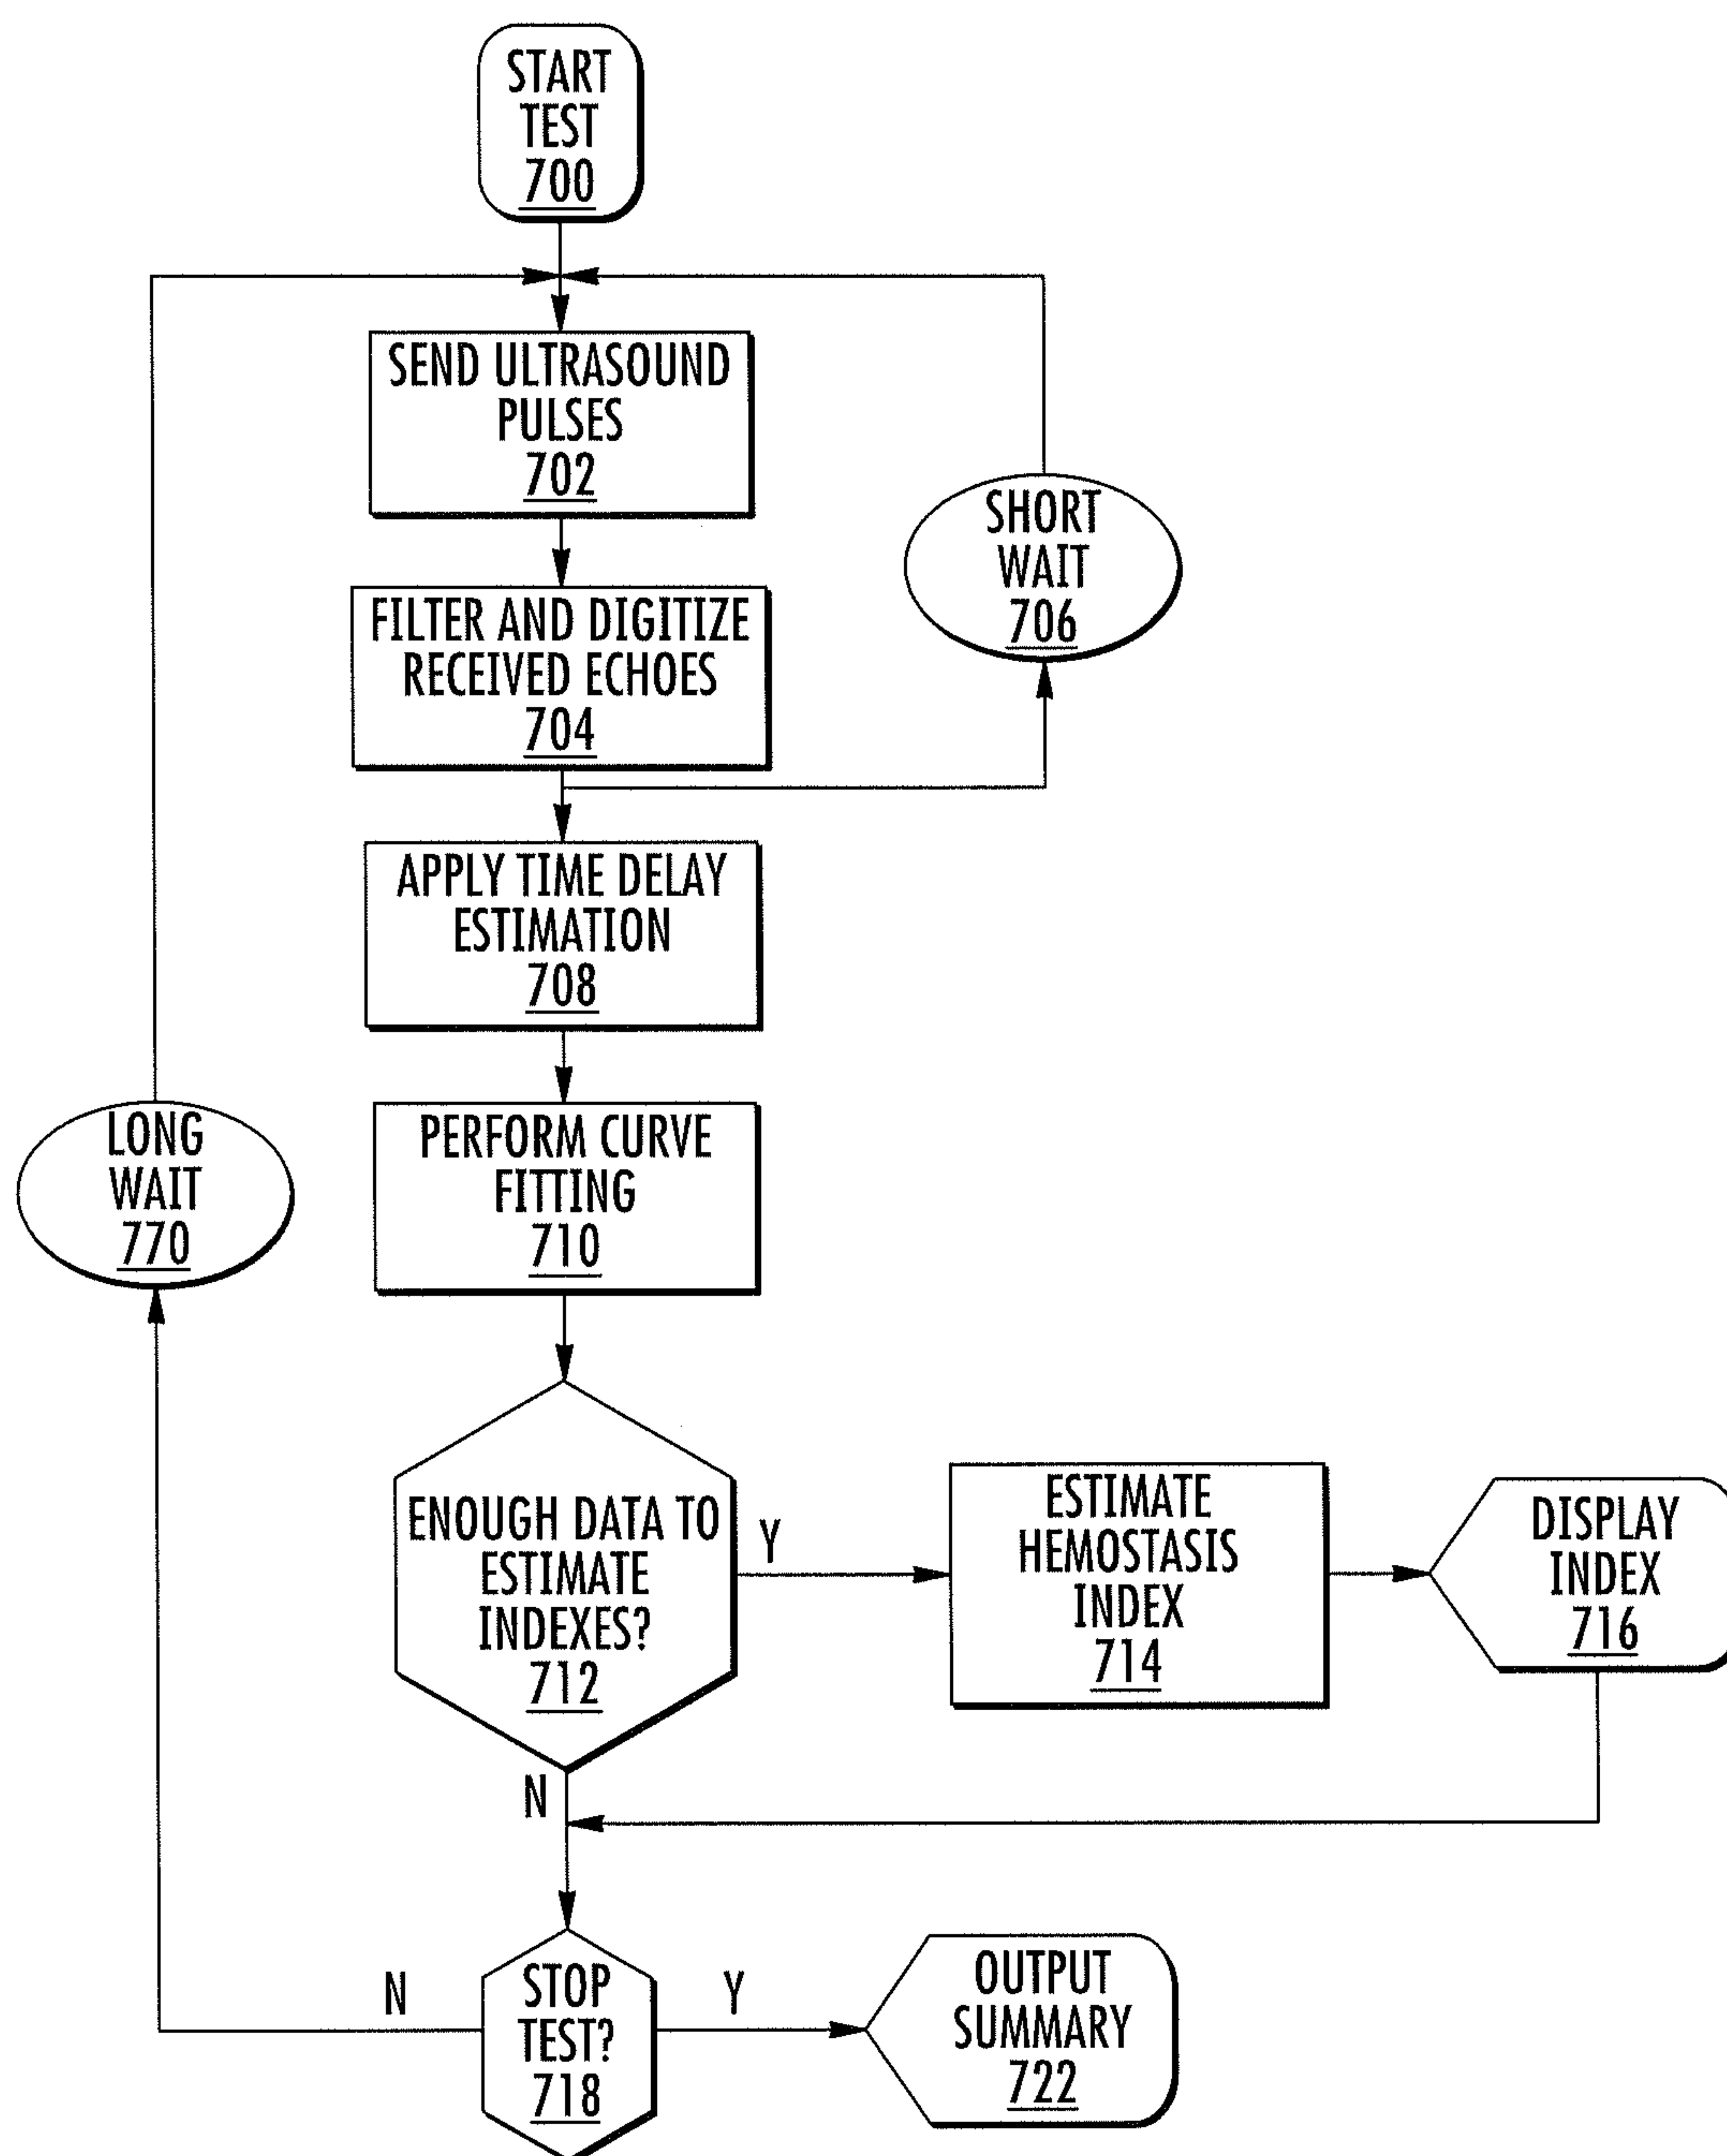 START
TEST
700
SEND ULTRASOUND
PULSES
702
SHORT
WAIT
706
FILTER AND DIGITIZE
RECEIVED ECHOES
704
APPLY TIME DELAY
ESTIMATION
708
LONG
WAIT
770
PERFORM CURVE
FITTING
710
ENOUGH DATA TO
ESTIMATE
INDEXES?
712
Y
ESTIMATE
HEMOSTASIS
INDEX
714
DISPLAY
INDEX
716
N
N
STOP
TEST?
718
Y
OUTPUT
SUMMARY
722